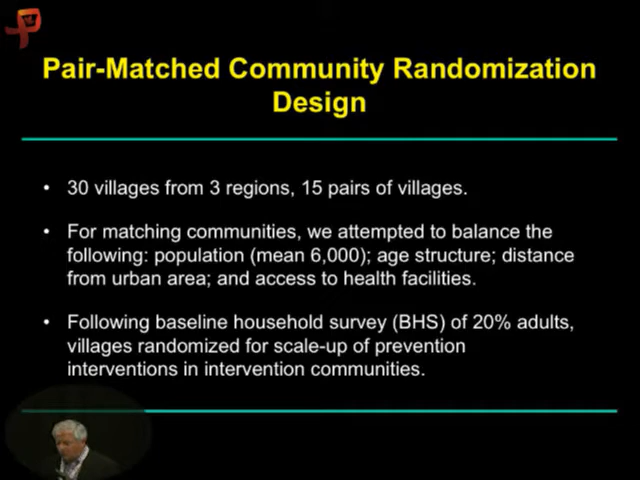 Pair-Matched Community Randomization
Design
• 30 villages from 3 regions, 15 pairs of villages.
• For matching communities, we attempted to balance the
following: population (mean 6,000); age structure; distance
from urban area; and access to health facilities.
• Following baseline household survey (BHS) of 20% adults,
villages randomized for scale-up of prevention
interventions in intervention communities.